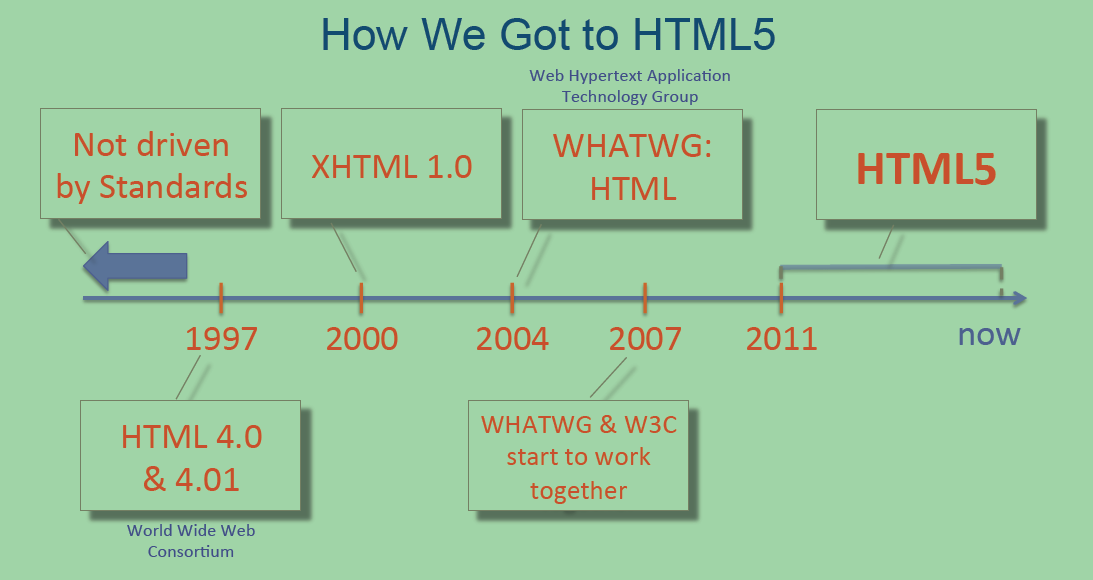 How We Got to HTML5
Web Hypertext Application
Technology Group
Not driven
by Standards
XHTML 1.0
WHATWG:
HTML
HTML5
1997
2000
2004
2007
2011
now
HTML 4.0
& 4.01
World Wide Web
Consortium
WHATWG & W3C
start to work
together